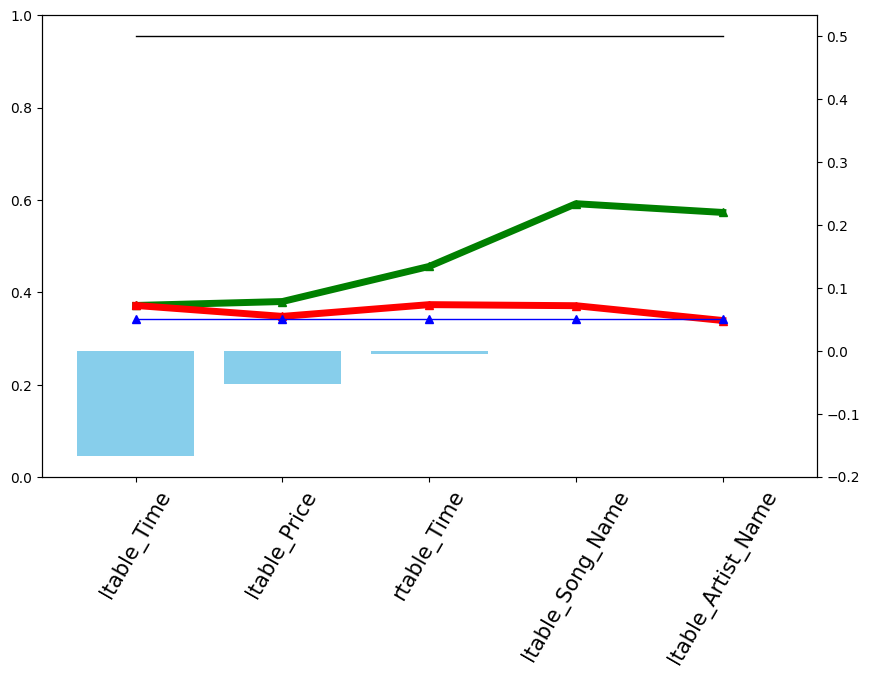 1.0
0.8
0.6
0.4
0.2
0.0
0.5
0.4
0.3
0.2
0.1
0.0
−0.1
−0.2
ltable_Time
ltable_Price
rtable_Time
ltable_Song_Name
ltable_Artist_Name